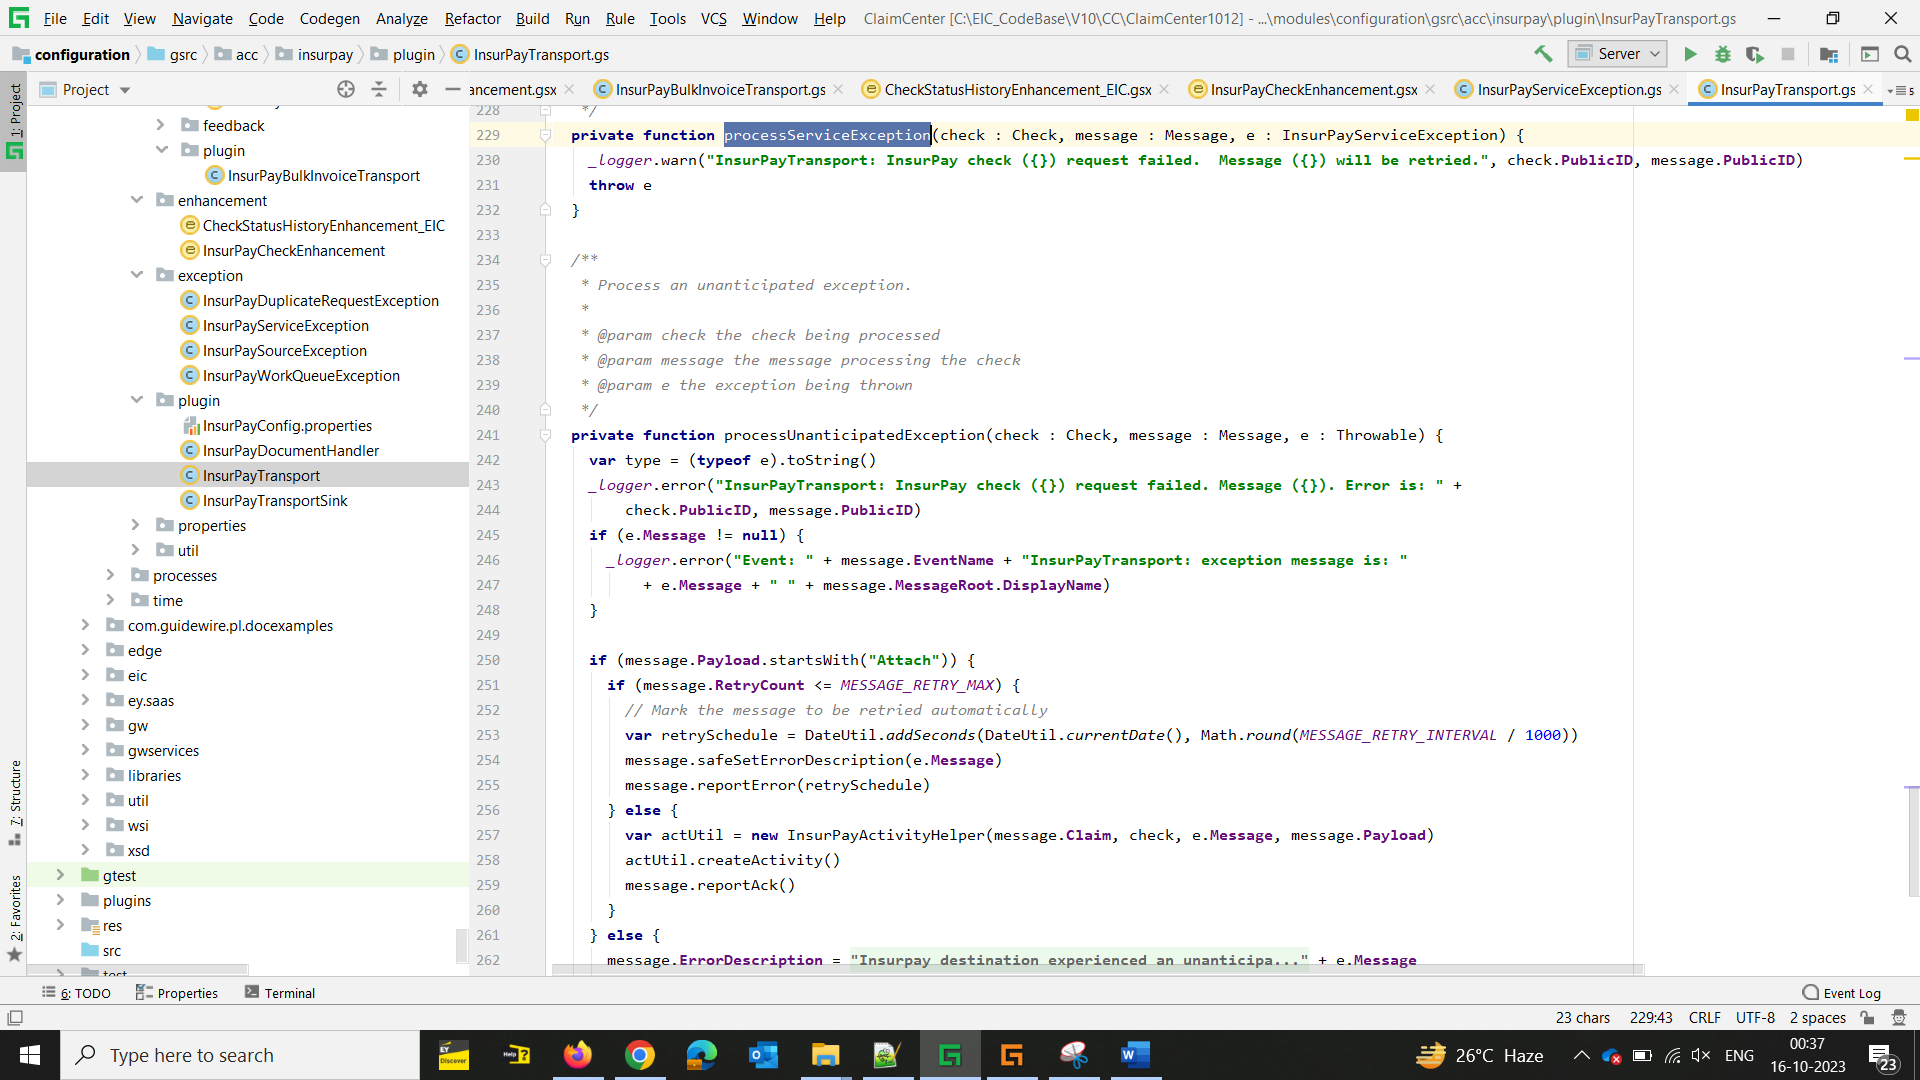 File Edit View Navigate Code Codegen Analyze Refactor Build Run Rule Tools VCS Window Help ClaimCenter [C:\EIC_CodeBase\V10\CC\ClaimCenter1012] - ...\modules\configuration\gsrc\acc\insurpay\plugin\InsurPayTransport.gs
configuration gsrc acc insurpay plugin InsurPayTransport.gs Server
1: Project
Project ancement.gsx InsurPayBulkInvoiceTransport.gs CheckStatusHistoryEnhancement_EIC.gsx InsurPayCheckEnhancement.gsx InsurPayServiceException.gs InsurPayTransport.gs 5
feedback
plugin
InsurPayBulkInvoiceTransport
enhancement
CheckStatusHistoryEnhancement_EIC
InsurPayCheckEnhancement
exception
InsurPayDuplicateRequestException
InsurPayServiceException
InsurPaySourceException
InsurPayWorkQueueException
plugin
InsurPayConfig.properties
InsurPayDocumentHandler
InsurPayTransport
InsurPayTransportSink
properties
util
processes
time
com.guidewire.pl.docexamples
edge
eic
ey.saas
gw
gwservices
libraries
util
wsi
xsd
gtest
plugins
res
src
test
7: Structure
2: Favorites
228 */
229 private function processServiceException(check : Check, message : Message, e : InsurPayServiceException) {
230 _logger.warn("InsurPayTransport: InsurPay check ({}) request failed.  Message ({}) will be retried.", check.PublicID, message.PublicID)
231 throw e
232 }
233
234 /**
235 * Process an unanticipated exception.
236 *
237 * @param check the check being processed
238 * @param message the message processing the check
239 * @param e the exception being thrown
240 */
241 private function processUnanticipatedException(check : Check, message : Message, e : Throwable) {
242 var type = (typeof e).toString()
243 _logger.error("InsurPayTransport: InsurPay check ({}) request failed. Message ({}). Error is: " +
244 check.PublicID, message.PublicID)
245 if (e.Message != null) {
246 _logger.error("Event: " + message.EventName + "InsurPayTransport: exception message is: "
247 + e.Message + " " + message.MessageRoot.DisplayName)
248 }
249
250 if (message.Payload.startsWith("Attach")) {
251 if (message.RetryCount <= MESSAGE_RETRY_MAX) {
252 // Mark the message to be retried automatically
253 var retrySchedule = DateUtil.addSeconds(DateUtil.currentDate(), Math.round(MESSAGE_RETRY_INTERVAL / 1000))
254 message.safeSetErrorDescription(e.Message)
255 message.reportError(retrySchedule)
256 } else {
257 var actUtil = new InsurPayActivityHelper(message.Claim, check, e.Message, message.Payload)
258 actUtil.createActivity()
259 message.reportAck()
260 }
261 } else {
262 message.ErrorDescription = "Insurpay destination experienced an unanticipa..." + e.Message
6: TODO Properties Terminal Event Log
23 chars 229:43 CRLF UTF-8 2 spaces
Type here to search EY Discover Help ? 26°C Haze ENG 00:37 16-10-2023 23